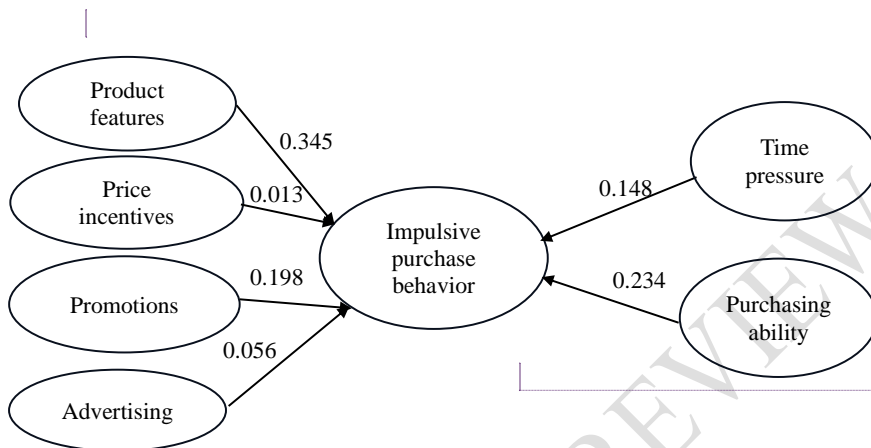 Product
features
0.345
Price
incentives
0.013
Promotions
0.198
Advertising
0.056
Impulsive
purchase
behavior
Time
pressure
0.148
Purchasing
ability
0.234
REVIEW